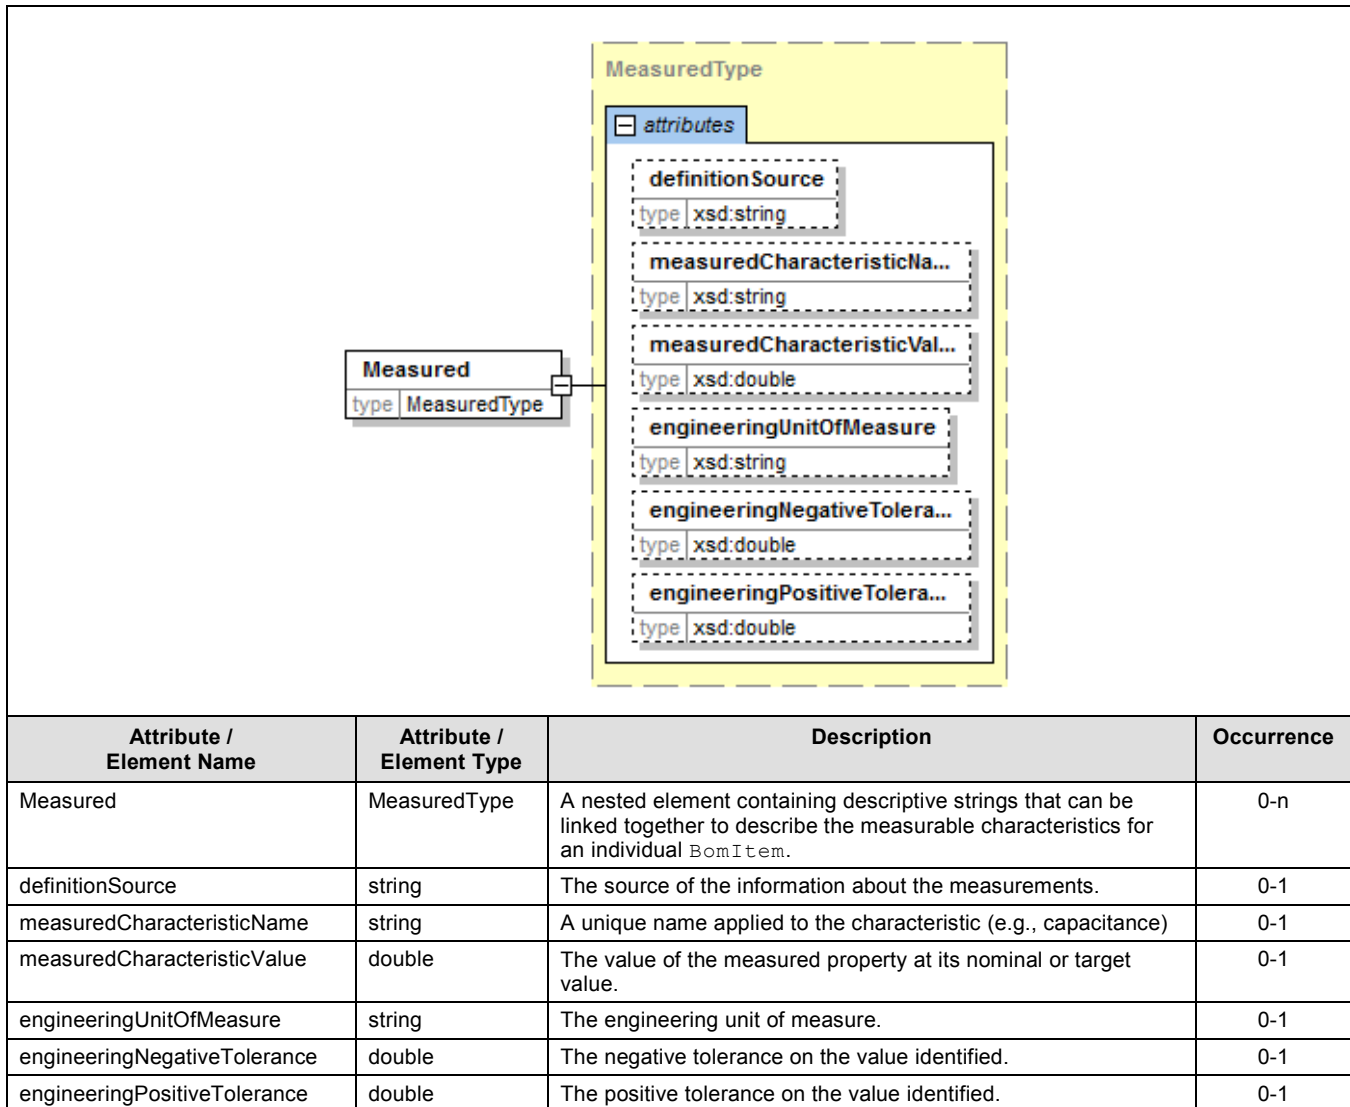 MeasuredType
attributes
definitionSource
type xsd:string
measuredCharacteristicNa...
type xsd:string
measuredCharacteristicVal...
type xsd:double
Measured
type MeasuredType
engineeringUnitOfMeasure
type xsd:string
engineeringNegativeTolera...
type xsd:double
engineeringPositiveTolera...
type xsd:double
Attribute / Element Name Attribute / Element Type Description Occurrence
Measured MeasuredType A nested element containing descriptive strings that can be 0-n
linked together to describe the measurable characteristics for
an individual BomItem.
definitionSource string The source of the information about the measurements. 0-1
measuredCharacteristicName string A unique name applied to the characteristic (e.g., capacitance) 0-1
measuredCharacteristicValue double The value of the measured property at its nominal or target 0-1
value.
engineeringUnitOfMeasure string The engineering unit of measure. 0-1
engineeringNegativeTolerance double The negative tolerance on the value identified. 0-1
engineeringPositiveTolerance double The positive tolerance on the value identified. 0-1